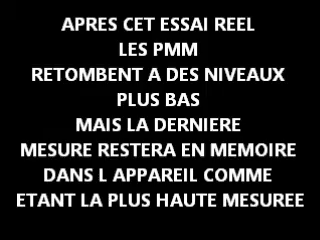 APRES CET ESSAI REEL
LES PMM
RETOMBENT A DES NIVEAUX
PLUS BAS
MAIS LA DERNIERE
MESURE RESTERA EN MEMOIRE
DANS L APPAREIL COMME
ETANT LA PLUS HAUTE MESUREE